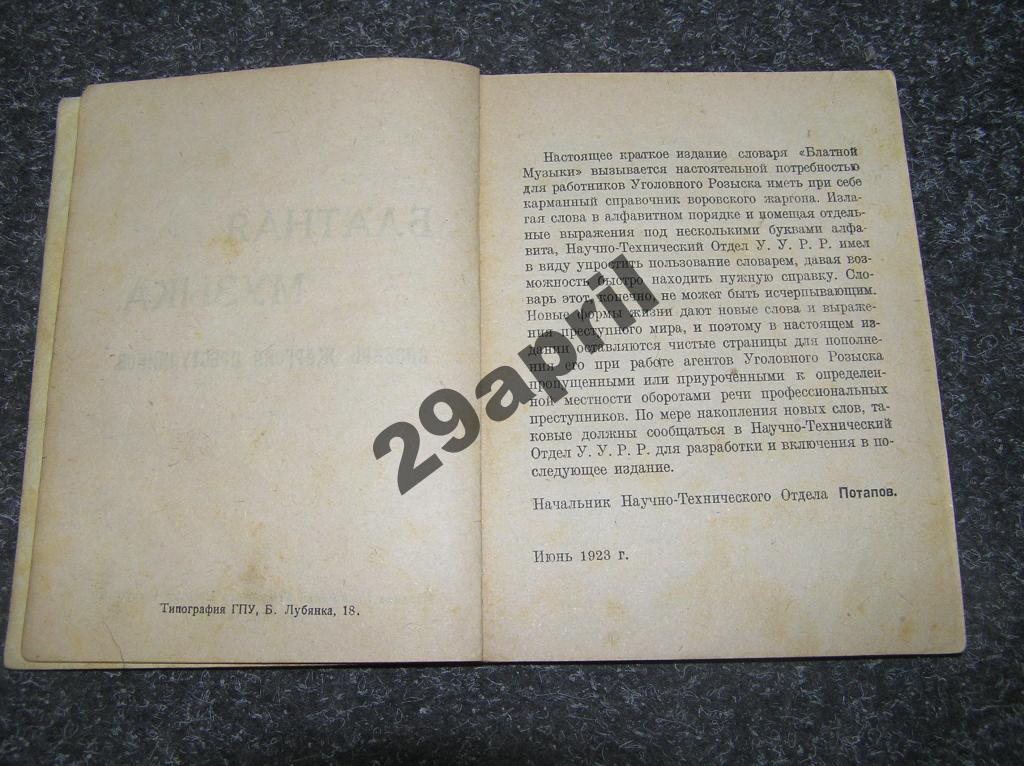 БЛАТНАЯ
МУЗЫКА
Типография ГПУ, Б. Лубянка, 18.
Настоящее краткое издание словаря «Блатной
Музыки» вызывается настоятельной потребностью
для работников Уголовного Розыска иметь при себе
карманный справочник воровского жаргона. Изла-
гая слова в алфавитном порядке и помещая отдель-
ные выражения под несколькими буквами алфа-
вита, Научно-Технический Отдел У. У. Р. Р. имел
в виду упростить пользование словарем, давая воз-
можность быстро находить нужную справку. Сло-
варь этот, конечно, не может быть исчерпывающим.
Новые формы жизни дают новые слова и выраже-
ния преступного мира, и поэтому в настоящем из-
дании оставляются чистые страницы для пополне-
ния его при работе агентов Уголовного Розыска
пропущенными или приуроченными к определен-
ной местности оборотами речи профессиональных
преступников. По мере накопления новых слов, та-
ковые должны сообщаться в Научно-Технический
Отдел У. У. Р. Р. для разработки и включения в по-
следующее издание.
Начальник Научно-Технического Отдела Потапов.
Июнь 1923 г.
29april